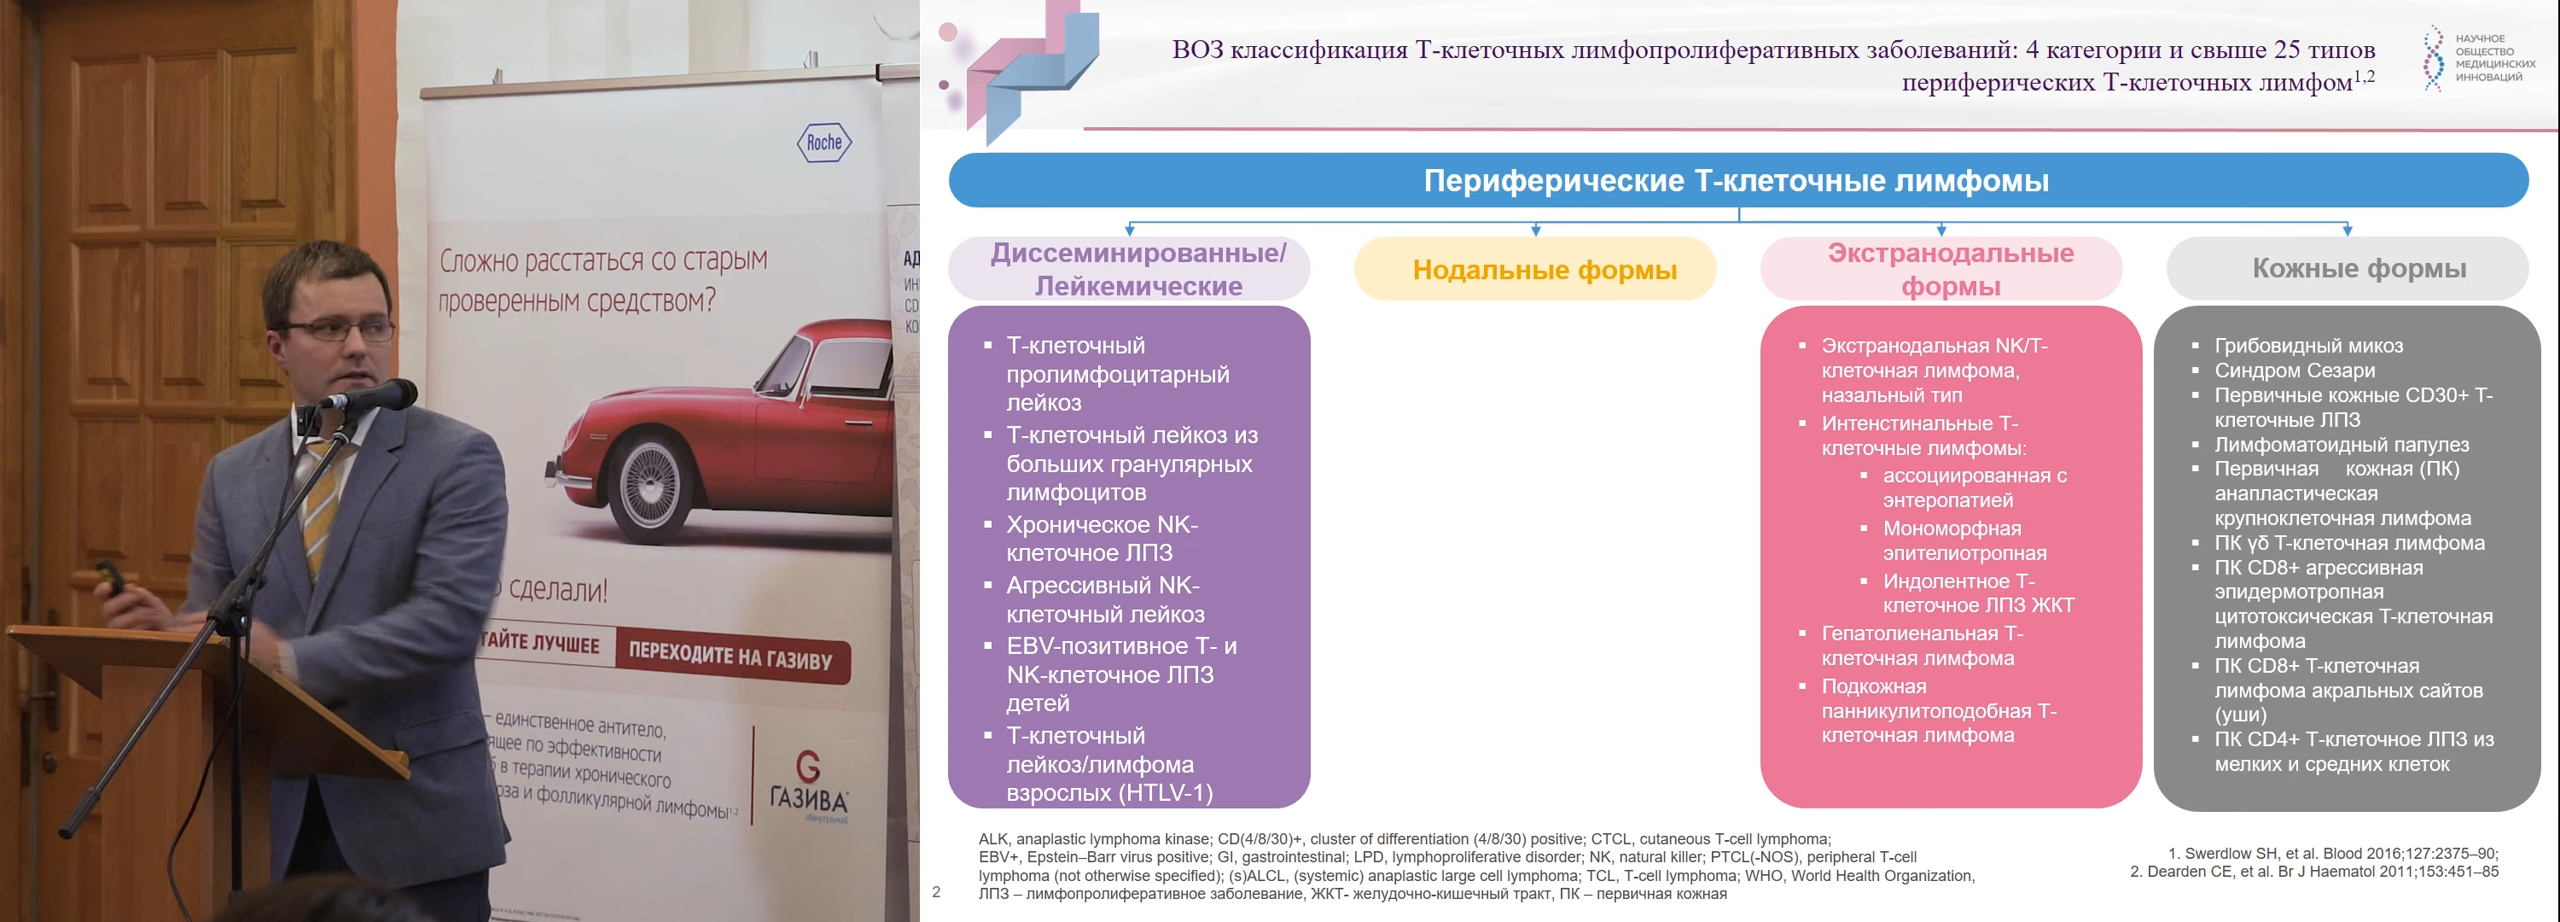 Roche
Сложно расстаться со старым
проверенным средством?
сделали!
ЛУЧШЕЕ
ПЕРЕХОДИТЕ НА ГАЗИВУ
– единственное антитело,
по эффективности
в терапии хронического
и фолликулярной лимфомы1,2
ГАЗИВА
обинутузумаб
ВОЗ классификация Т-клеточных лимфопролиферативных заболеваний: 4 категории и свыше 25 типов
периферических Т-клеточных лимфом1,2
НАУЧНОЕ
ОБЩЕСТВО
МЕДИЦИНСКИХ
ИННОВАЦИЙ
Периферические Т-клеточные лимфомы
Диссеминированные/
Лейкемические
▪ Т-клеточный
пролимфоцитарный
лейкоз
▪ Т-клеточный лейкоз из
больших гранулярных
лимфоцитов
▪ Хроническое NK-
клеточное ЛПЗ
▪ Агрессивный NK-
клеточный лейкоз
▪ EBV-позитивное Т- и
NK-клеточное ЛПЗ
детей
▪ Т-клеточный
лейкоз/лимфома
взрослых (HTLV-1)
Нодальные формы
Экстранодальные
формы
▪ Экстранодальная NK/T-
клеточная лимфома,
назальный тип
▪ Интенстинальные Т-
клеточные лимфомы:
▪ ассоциированная с
энтеропатией
▪ Мономорфная
эпителиотропная
▪ Индолентное Т-
клеточное ЛПЗ ЖКТ
▪ Гепатолиенальная Т-
клеточная лимфома
▪ Подкожная
панникулитоподобная Т-
клеточная лимфома
Кожные формы
▪ Грибовидный микоз
▪ Синдром Сезари
▪ Первичные кожные CD30+ Т-
клеточные ЛПЗ
▪ Лимфоматоидный папулез
▪ Первичная кожная (ПК)
анапластическая
крупноклеточная лимфома
▪ ПК γδ Т-клеточная лимфома
▪ ПК CD8+ агрессивная
эпидермотропная
цитотоксическая Т-клеточная
лимфома
▪ ПК CD8+ Т-клеточная
лимфома акральных сайтов
(уши)
▪ ПК CD4+ Т-клеточное ЛПЗ из
мелких и средних клеток
ALK, anaplastic lymphoma kinase; CD(4/8/30)+, cluster of differentiation (4/8/30) positive; CTCL, cutaneous T-cell lymphoma;
EBV+, Epstein–Barr virus positive; GI, gastrointestinal; LPD, lymphoproliferative disorder; NK, natural killer; PTCL(-NOS), peripheral T-cell
lymphoma (not otherwise specified); (s)ALCL, (systemic) anaplastic large cell lymphoma; TCL, T-cell lymphoma; WHO, World Health Organization,
ЛПЗ – лимфопролиферативное заболевание, ЖКТ- желудочно-кишечный тракт, ПК – первичная кожная
1. Swerdlow SH, et al. Blood 2016;127:2375–90;
2. Dearden CE, et al. Br J Haematol 2011;153:451–85
2